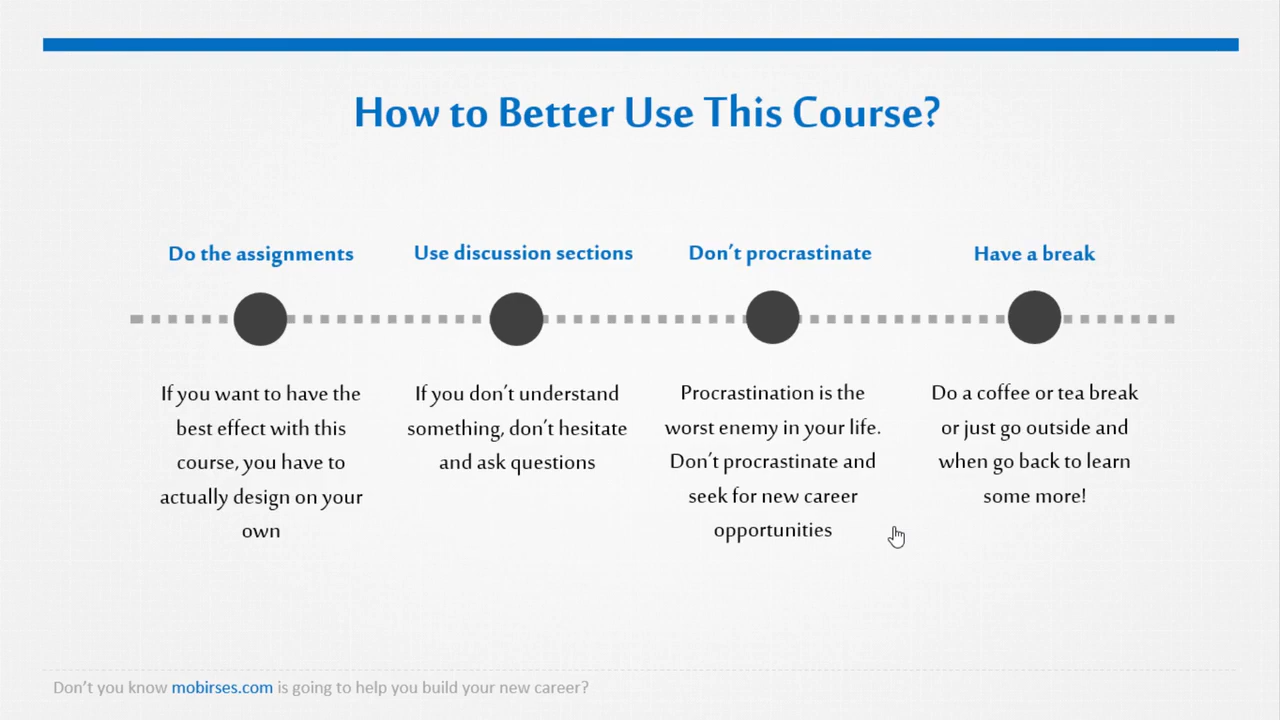 How to Better Use This Course?
Do the assignments
If you want to have the
best effect with this
course, you have to
actually design on your
own
Use discussion sections
If you don't understand
something, don't hesitate
and ask questions
Don't procrastinate
Procrastination is the
worst enemy in your life.
Don't procrastinate and
seek for new career
opportunities
Have a break
Do a coffee or tea break
or just go outside and
when go back to learn
some more!
Don't you know mobirses.com is going to help you build your new career?